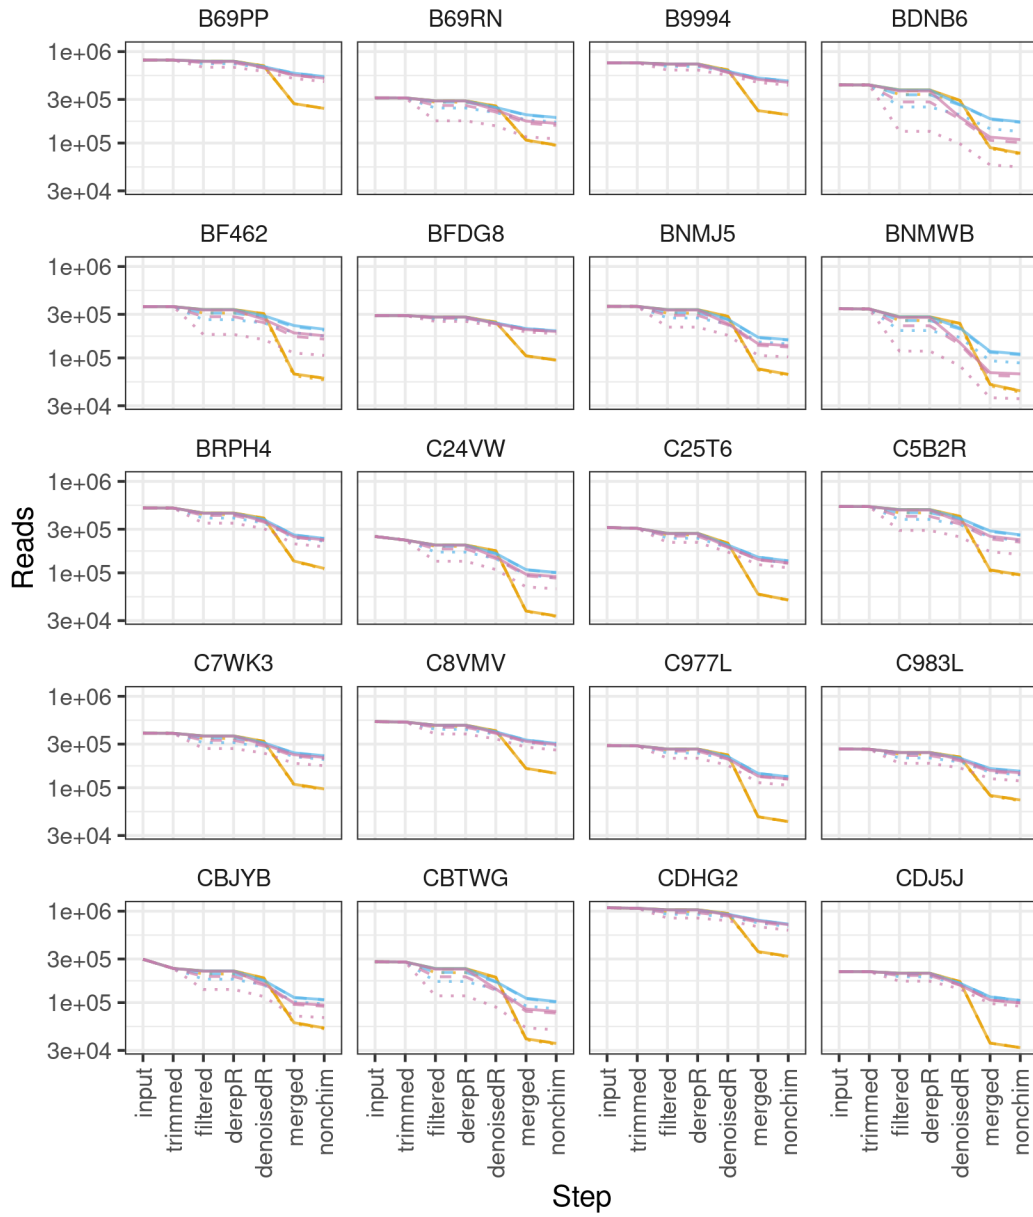 B69PP B69RN B9994 BDNB6
1e+06
3e+05
1e+05
3e+04
BF462 BFDG8 BNMJ5 BNMWB
1e+06
3e+05
1e+05
3e+04
BRPH4 C24VW C25T6 C5B2R
1e+06
3e+05
1e+05
3e+04
Reads
C7WK3 C8VMV C977L C983L
1e+06
3e+05
1e+05
3e+04
CBJYB CBTWG CDHG2 CDJ5J
1e+06
3e+05
1e+05
3e+04
input trimmed filtered derepR denoisedR merged nonchim input trimmed filtered derepR denoisedR merged nonchim input trimmed filtered derepR denoisedR merged nonchim input trimmed filtered derepR denoisedR merged nonchim
Step